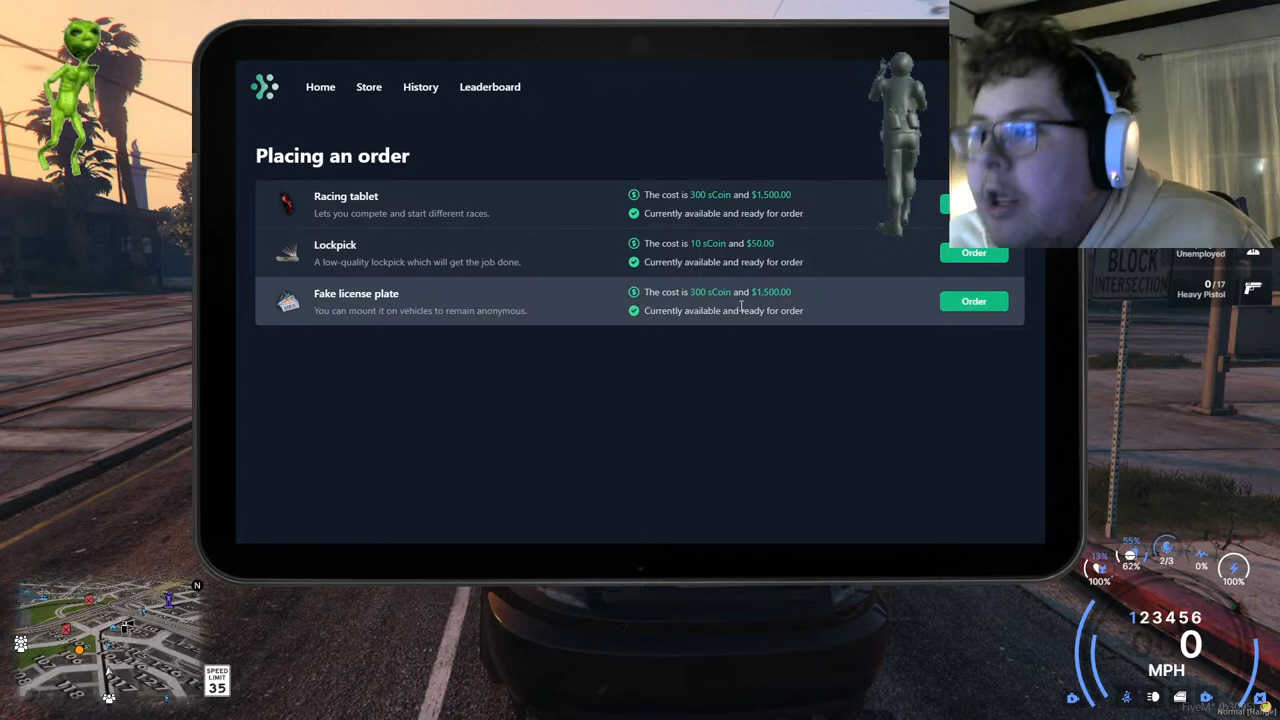 Home Store History Leaderboard
Placing an order
Racing tablet
Lets you compete and start different races.
The cost is 300 sCoin and $1,500.00
Currently available and ready for order
Lockpick
A low-quality lockpick which will get the job done.
The cost is 10 sCoin and $50.00
Currently available and ready for order
Order
Fake license plate
You can mount it on vehicles to remain anonymous.
The cost is 300 sCoin and $1,500.00
Currently available and ready for order
Order
Unemployed
0 / 17
Heavy Pistol
BLOCK
INTERSECTION
N
SPEED
LIMIT
35
13%
100%
55%
62%
2/3
0%
100%
123456
0
MPH
Normal [Range]